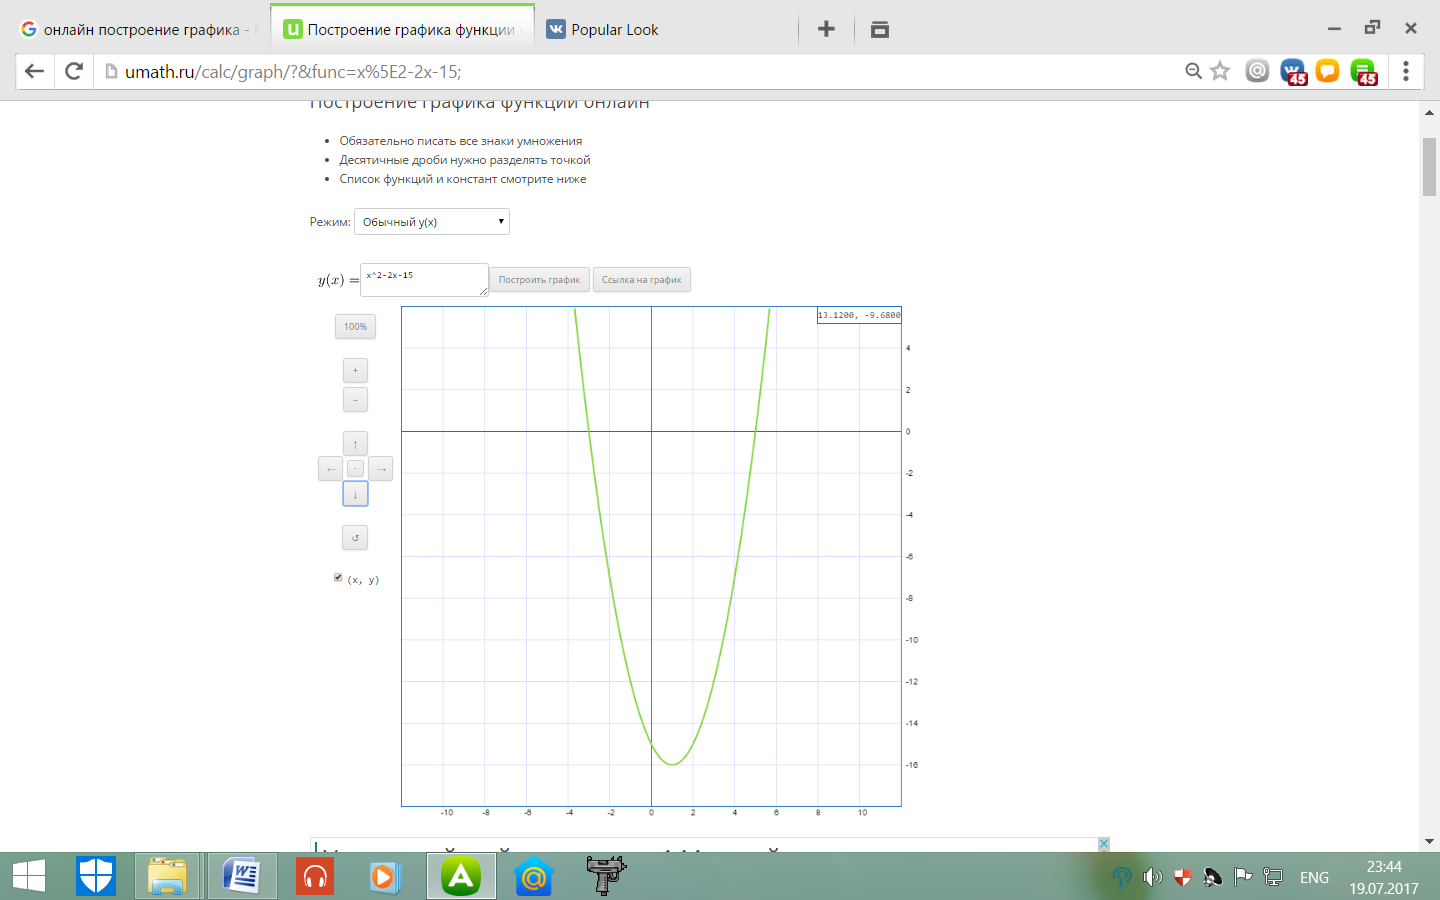 онлайн построение графика -
Построение графика функции
Popular Look
umath.ru/calc/graph/?&func=x%5E2-2x-15;
45
45
Построение графика функции онлайн
Обязательно писать все знаки умножения
Десятичные дроби нужно разделять точкой
Список функций и констант смотрите ниже
Режим: Обычный y(x)
y(x) = x^2-2x-15 Построить график Ссылка на график
100%
13.1200, -9.6800
+
−
↑
← · →
↓
↺
(x, y)
4
2
0
-2
-4
-6
-8
-10
-12
-14
-16
-10 -8 -6 -4 -2 0 2 4 6 8 10
ENG
23:44
19.07.2017